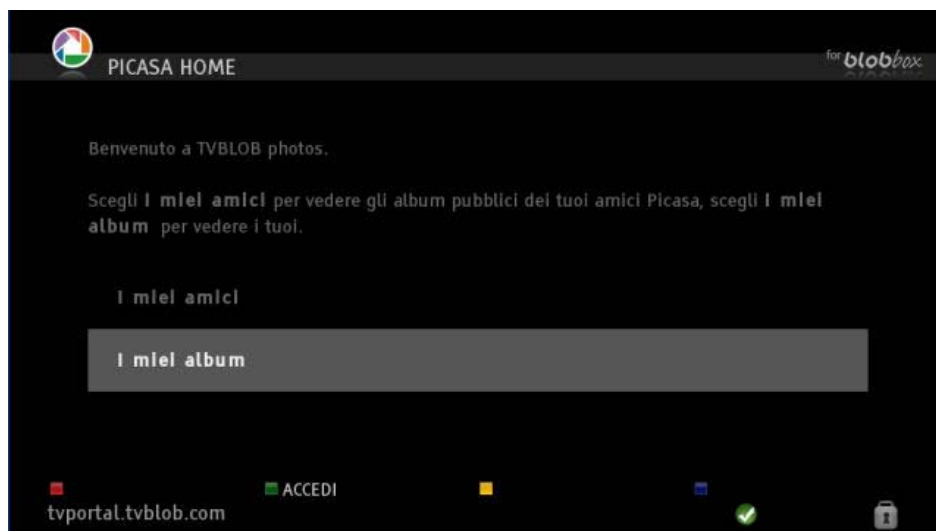 PICASA HOME
for blobbox
Benvenuto a TVBLOB photos.
Scegli I miei amici per vedere gli album pubblici dei tuoi amici Picasa, scegli I miei
album per vedere i tuoi.
I miei amici
I miei album
ACCEDI
tvportal.tvblob.com